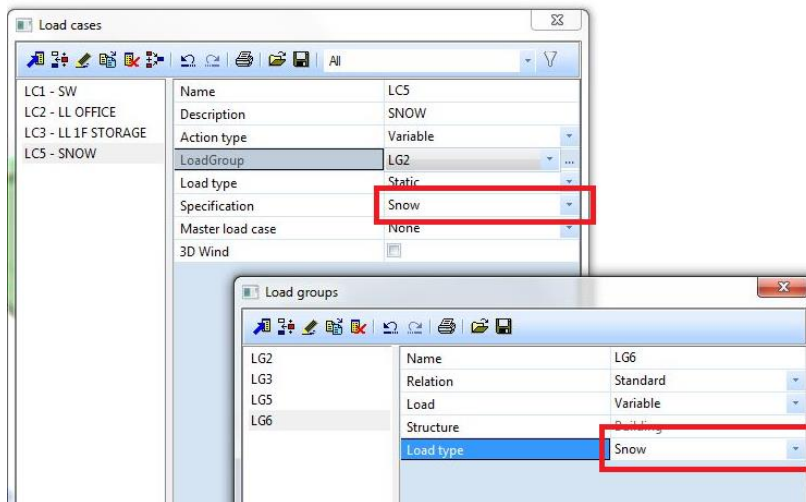 Load cases
All
LC1 - SW
LC2 - LL OFFICE
LC3 - LL 1F STORAGE
LC5 - SNOW
Name LC5
Description SNOW
Action type Variable
LoadGroup LG2 ...
Load type Static
Specification Snow
Master load case None
3D Wind
Load groups
LG2
LG3
LG5
LG6
Name LG6
Relation Standard
Load Variable
Structure Building
Load type Snow